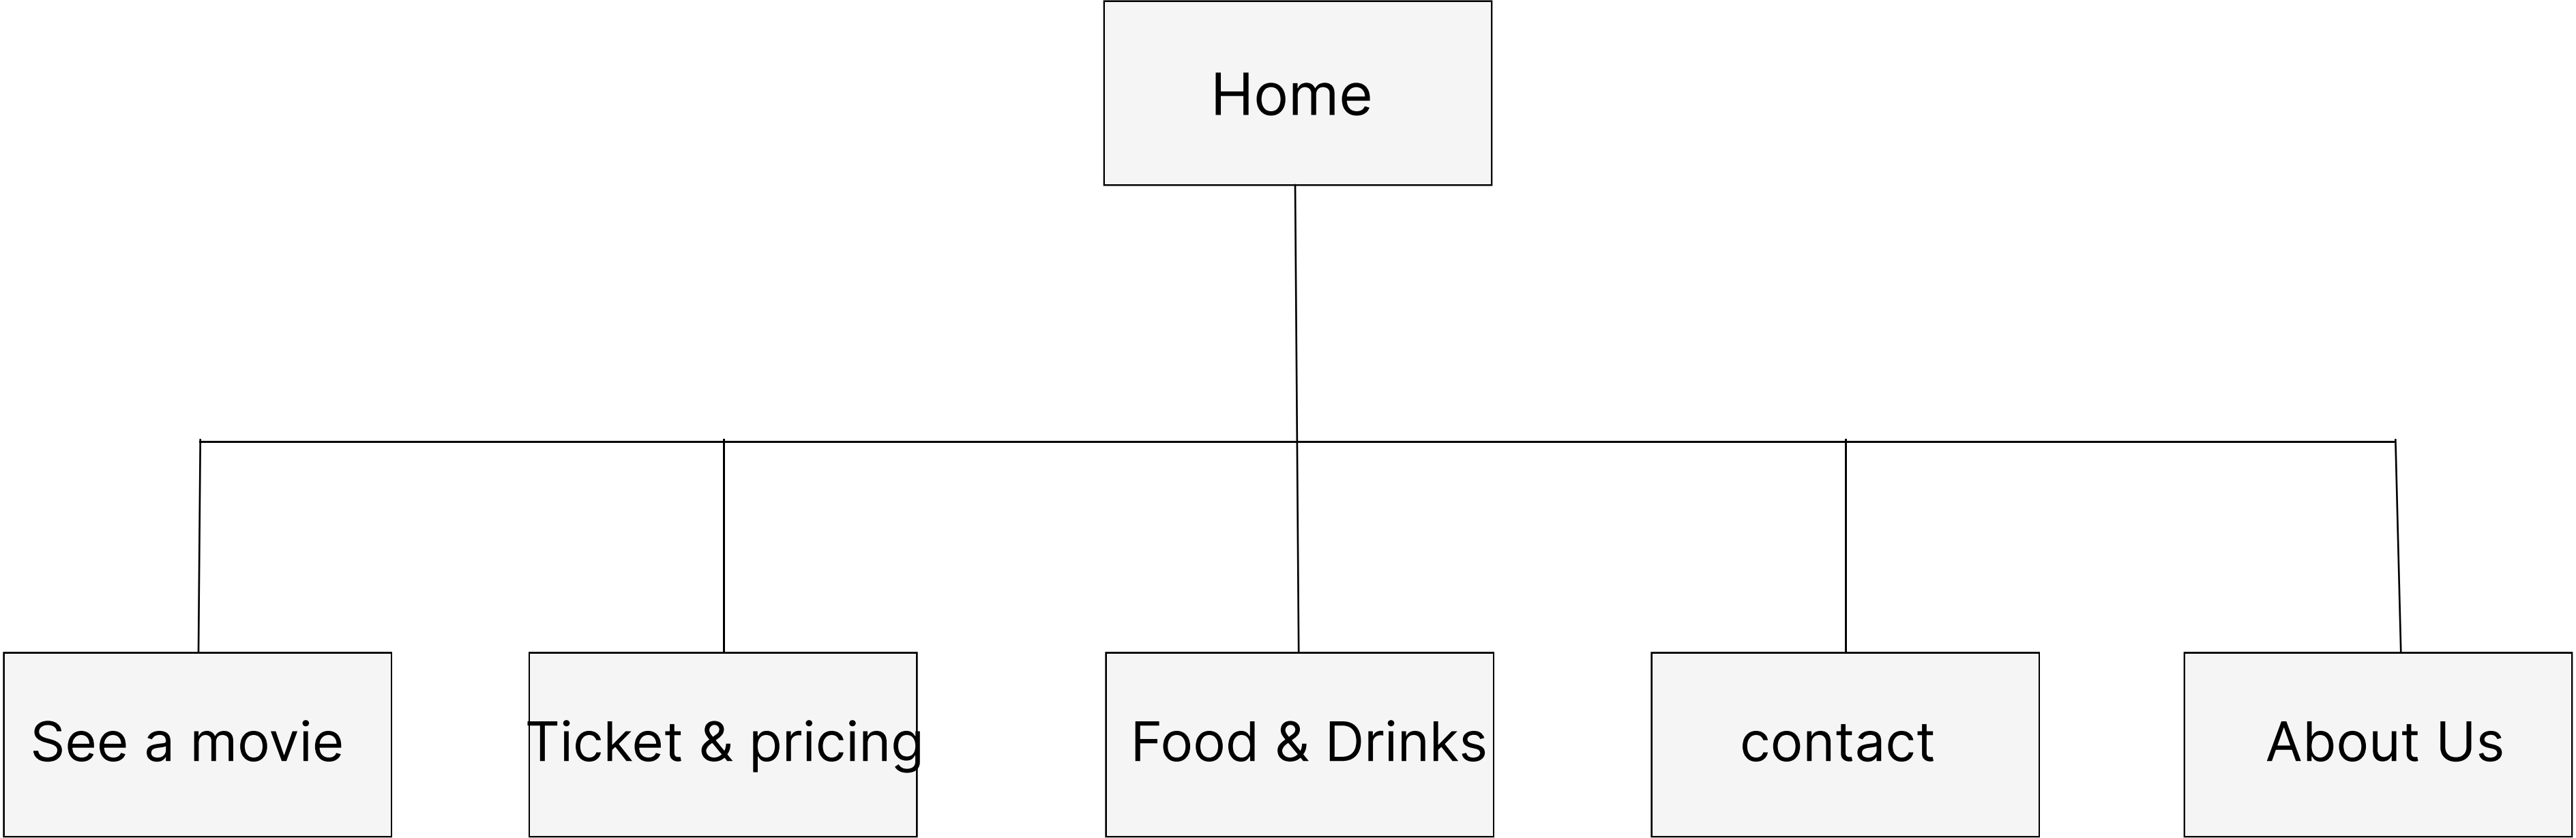 Home
See a movie
Ticket & pricing
Food & Drinks
contact
About Us